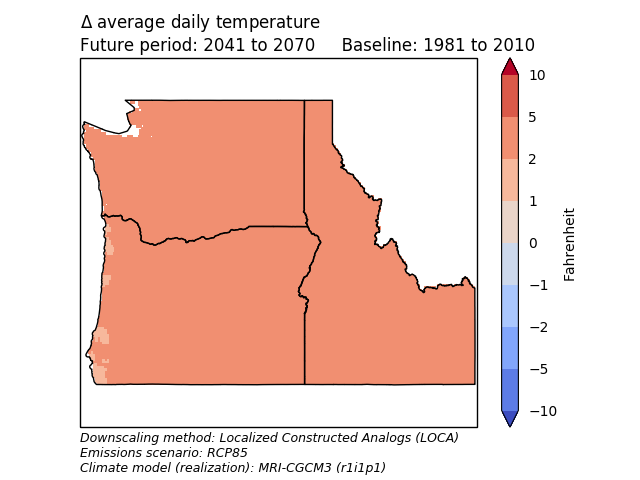 Δ average daily temperature
Future period: 2041 to 2070     Baseline: 1981 to 2010
10
5
2
1
0
−1
−2
−5
−10
Fahrenheit
Downscaling method: Localized Constructed Analogs (LOCA)
Emissions scenario: RCP85
Climate model (realization): MRI-CGCM3 (r1i1p1)